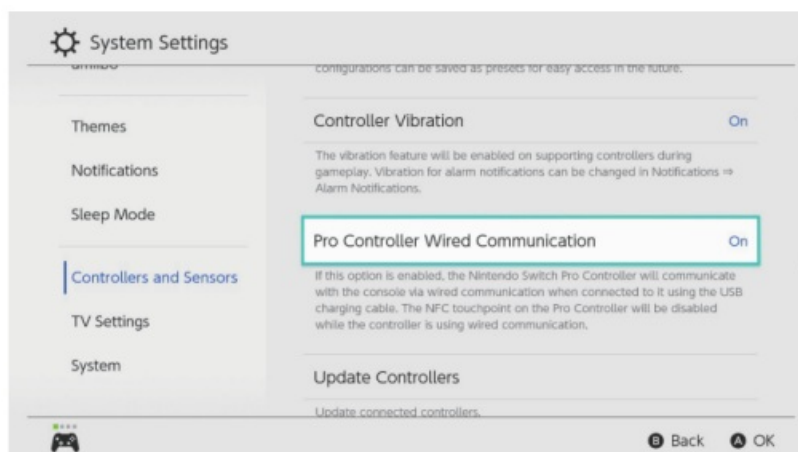 System Settings
amiibo
Themes
Notifications
Sleep Mode
Controllers and Sensors
TV Settings
System
configurations can be saved as presets for easy access in the future.
Controller Vibration On
The vibration feature will be enabled on supporting controllers during
gameplay. Vibration for alarm notifications can be changed in Notifications ⇒
Alarm Notifications.
Pro Controller Wired Communication On
If this option is enabled, the Nintendo Switch Pro Controller will communicate
with the console via wired communication when connected to it using the USB
charging cable. The NFC touchpoint on the Pro Controller will be disabled
while the controller is using wired communication.
Update Controllers
Update connected controllers.
B Back A OK